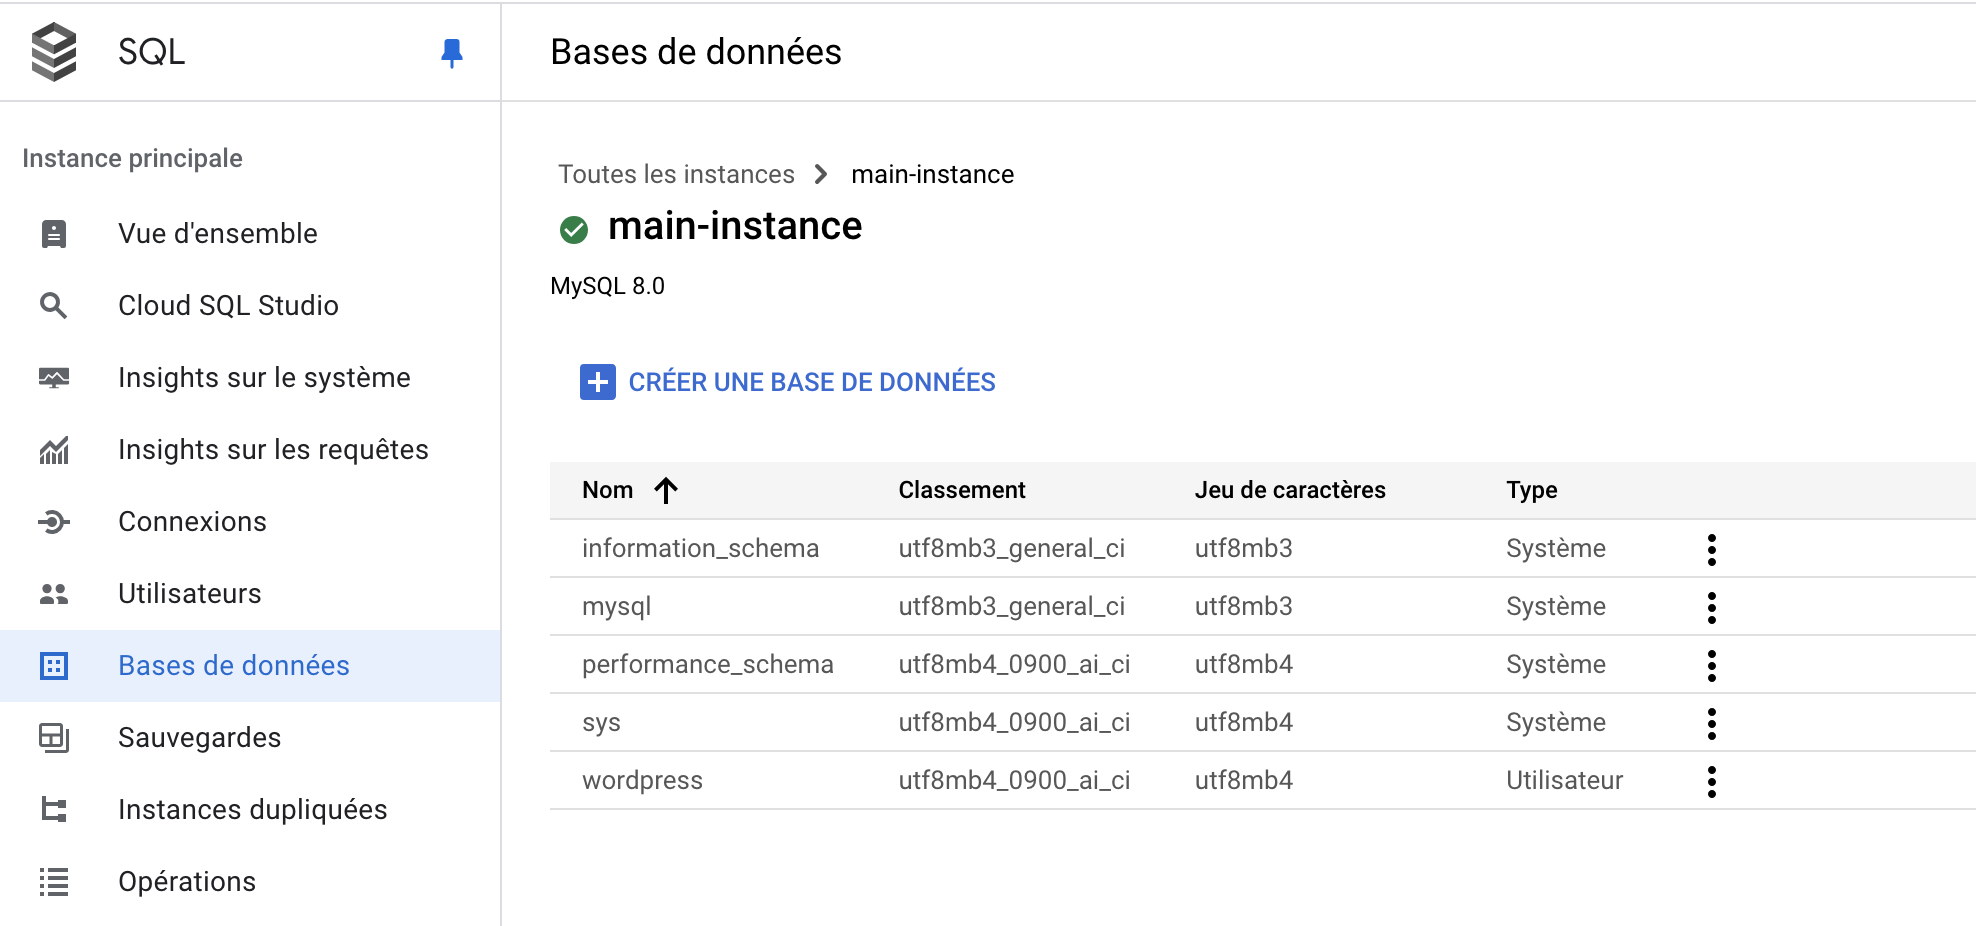 SQL
Bases de données
Instance principale
Vue d'ensemble
Cloud SQL Studio
Insights sur le système
Insights sur les requêtes
Connexions
Utilisateurs
Bases de données
Sauvegardes
Instances dupliquées
Opérations
Toutes les instances main-instance
main-instance
MySQL 8.0
CRÉER UNE BASE DE DONNÉES
Nom Classement Jeu de caractères Type
information_schema utf8mb3_general_ci utf8mb3 Système
mysql utf8mb3_general_ci utf8mb3 Système
performance_schema utf8mb4_0900_ai_ci utf8mb4 Système
sys utf8mb4_0900_ai_ci utf8mb4 Système
wordpress utf8mb4_0900_ai_ci utf8mb4 Utilisateur